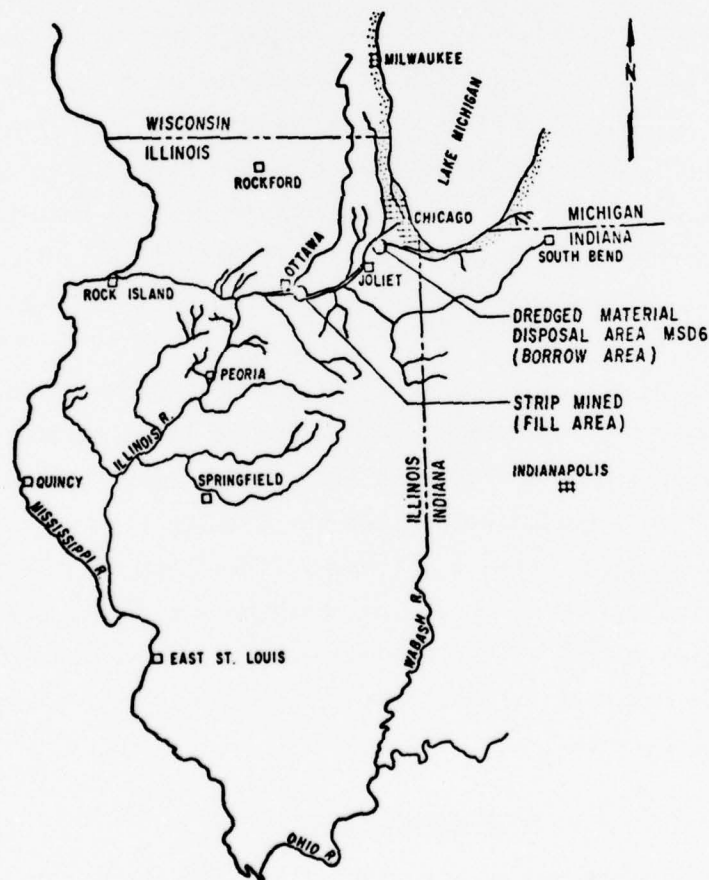 MILWAUKEE
N
LAKE MICHIGAN
WISCONSIN
ILLINOIS
ROCKFORD
CHICAGO
MICHIGAN
INDIANA
SOUTH BEND
OTTAWA
JOLIET
ROCK ISLAND
DREDGED MATERIAL
DISPOSAL AREA MSD6
(BORROW AREA)
PEORIA
STRIP MINED
(FILL AREA)
ILLINOIS R.
SPRINGFIELD
QUINCY
ILLINOIS
INDIANA
INDIANAPOLIS
MISSISSIPPI R.
WABASH R.
EAST ST. LOUIS
OHIO R.